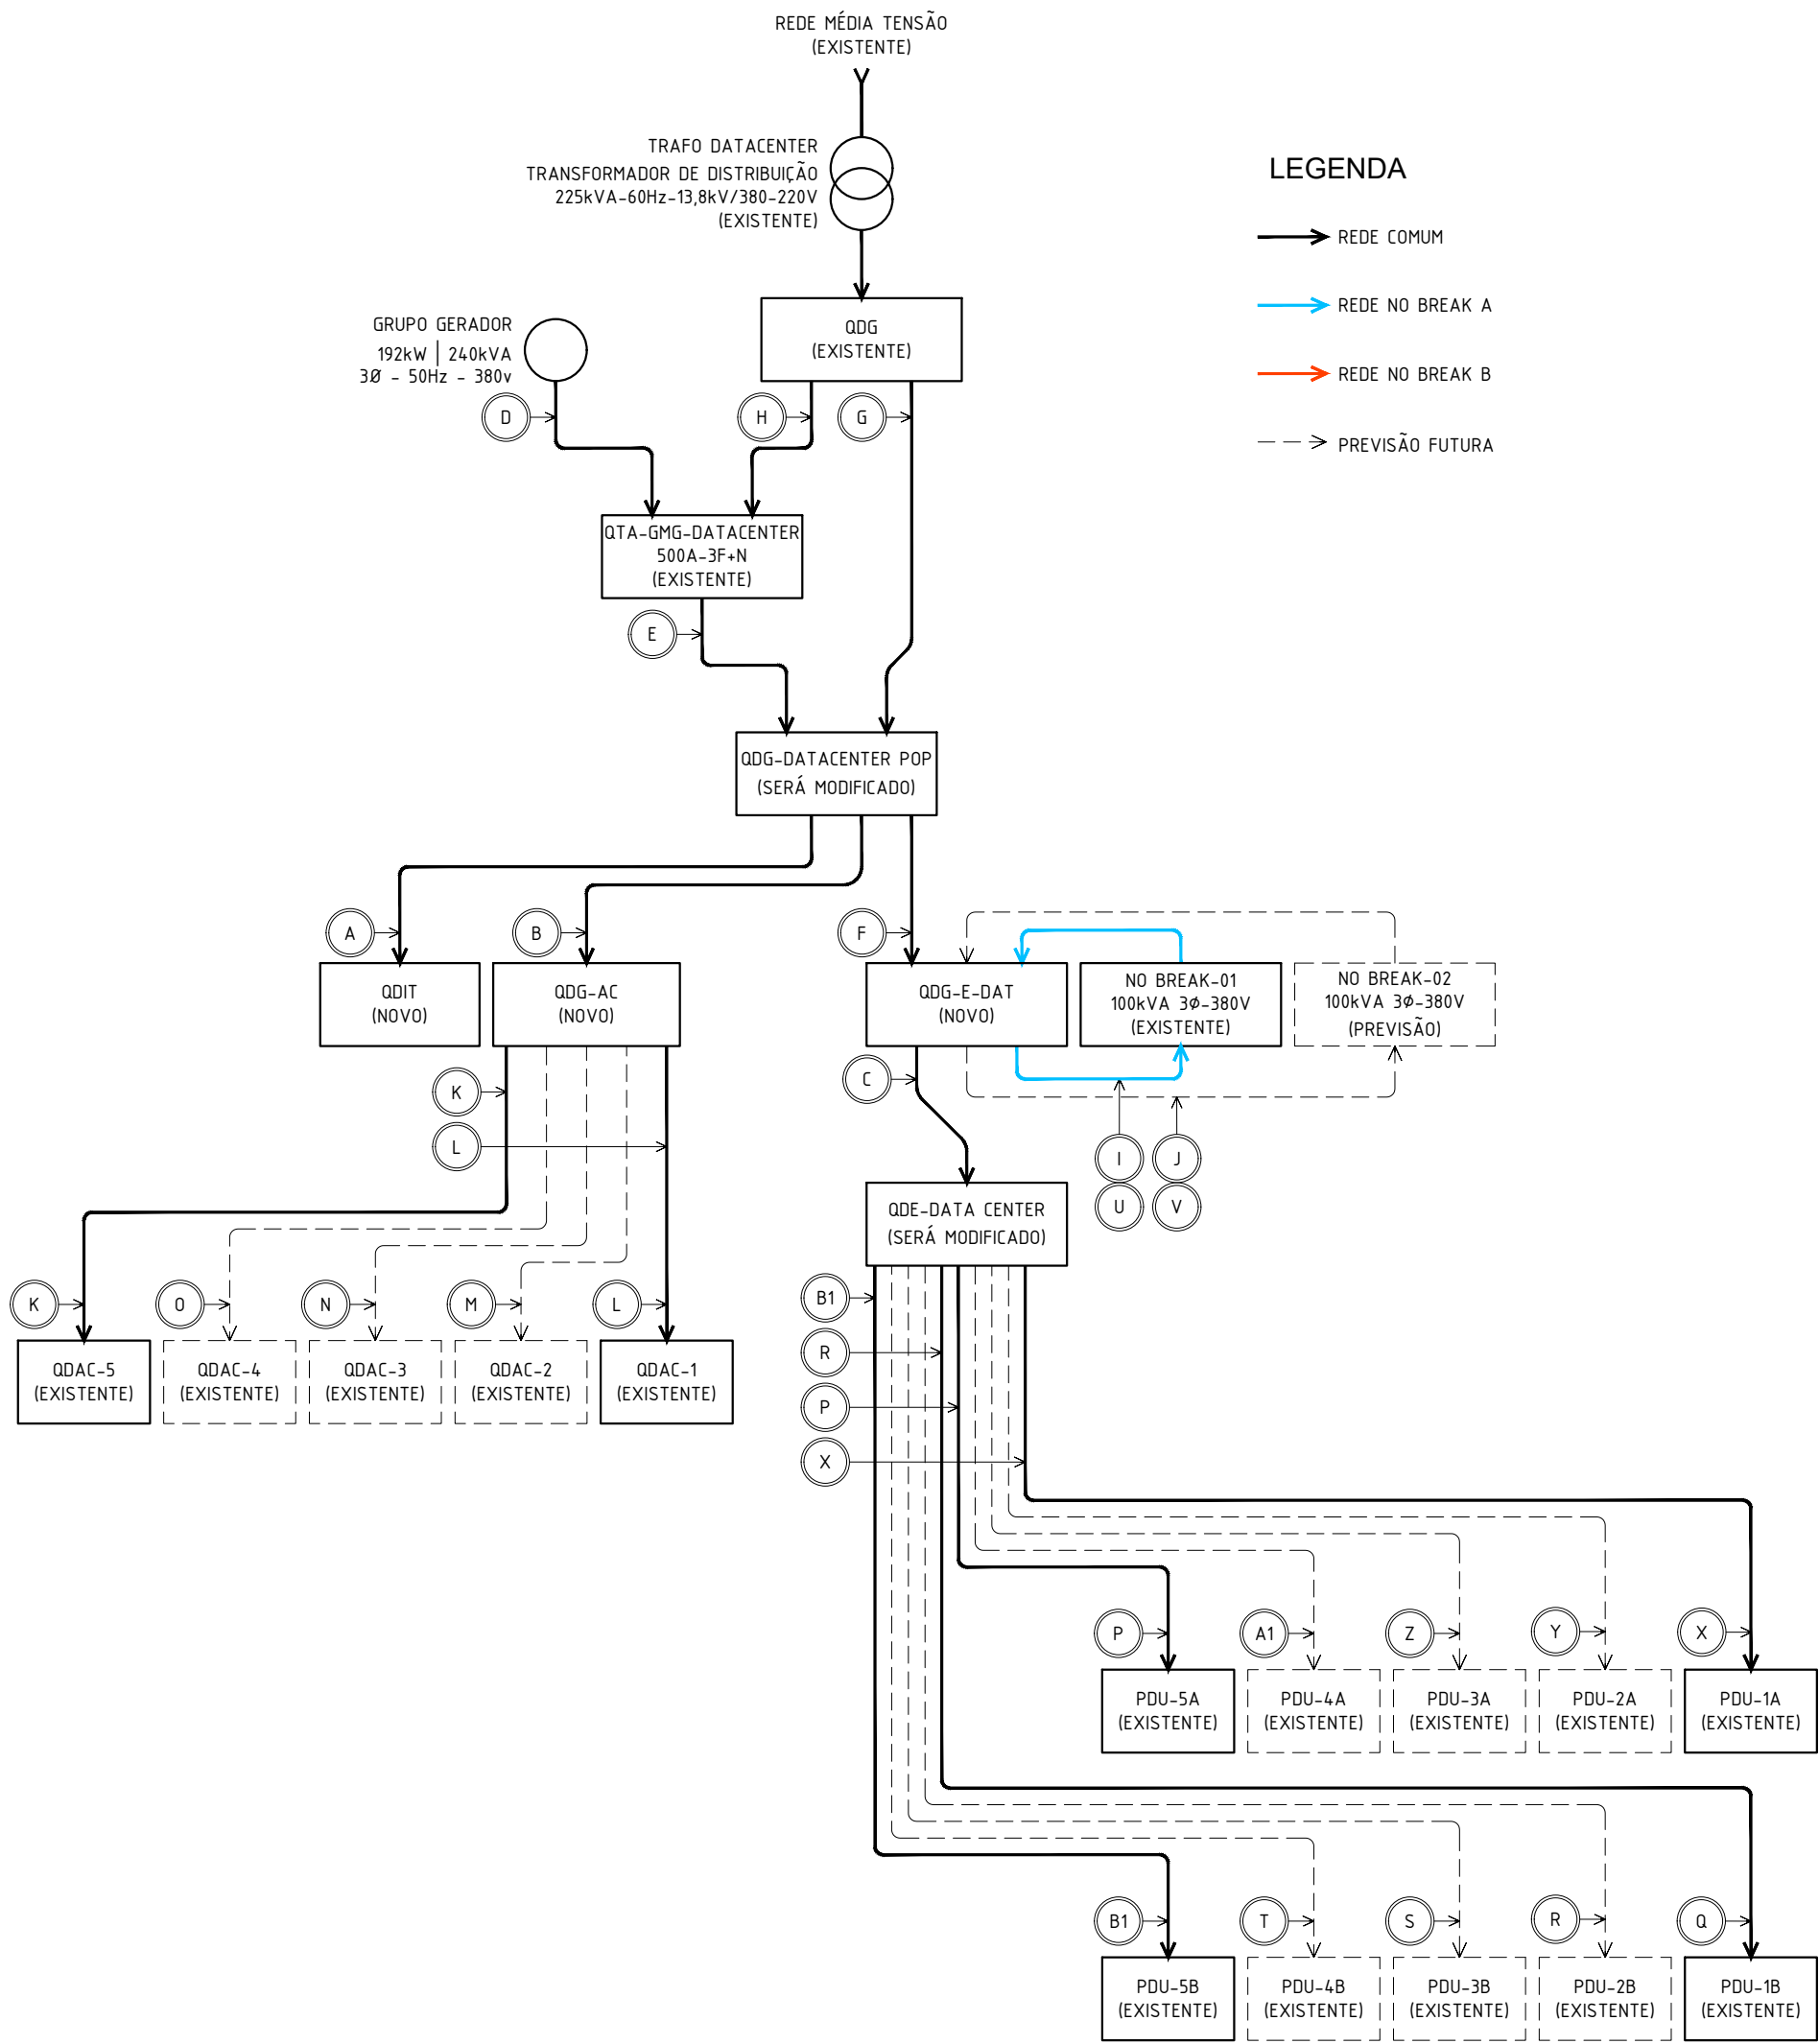 REDE MÉDIA TENSÃO
(EXISTENTE)
TRAFO DATACENTER
TRANSFORMADOR DE DISTRIBUIÇÃO
225kVA-60Hz-13,8kV/380-220V
(EXISTENTE)
LEGENDA
REDE COMUM
REDE NO BREAK A
REDE NO BREAK B
PREVISÃO FUTURA
GRUPO GERADOR
192kW | 240kVA
3Ø - 50Hz - 380v
QDG
(EXISTENTE)
D
H
G
QTA-GMG-DATACENTER
500A-3F+N
(EXISTENTE)
E
QDG-DATACENTER POP
(SERÁ MODIFICADO)
A
B
F
QDIT
(NOVO)
QDG-AC
(NOVO)
QDG-E-DAT
(NOVO)
NO BREAK-01
100kVA 3Ø-380V
(EXISTENTE)
NO BREAK-02
100kVA 3Ø-380V
(PREVISÃO)
K
C
L
I
J
U
V
QDE-DATA CENTER
(SERÁ MODIFICADO)
K
O
N
M
L
QDAC-5
(EXISTENTE)
QDAC-4
(EXISTENTE)
QDAC-3
(EXISTENTE)
QDAC-2
(EXISTENTE)
QDAC-1
(EXISTENTE)
B1
R
P
X
P
A1
Z
Y
X
PDU-5A
(EXISTENTE)
PDU-4A
(EXISTENTE)
PDU-3A
(EXISTENTE)
PDU-2A
(EXISTENTE)
PDU-1A
(EXISTENTE)
B1
T
S
R
Q
PDU-5B
(EXISTENTE)
PDU-4B
(EXISTENTE)
PDU-3B
(EXISTENTE)
PDU-2B
(EXISTENTE)
PDU-1B
(EXISTENTE)